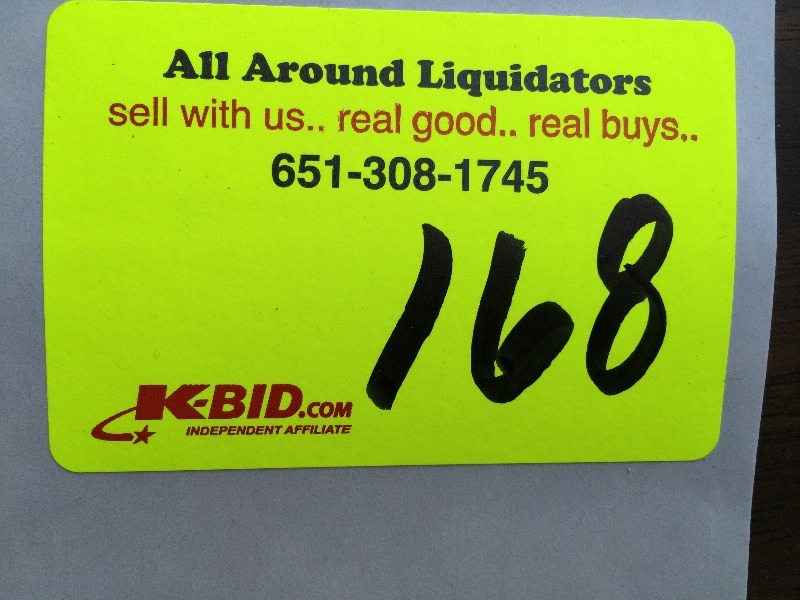 All Around Liquidators
sell with us.. real good.. real buys..
651-308-1745
168
K-BID.COM
INDEPENDENT AFFILIATE